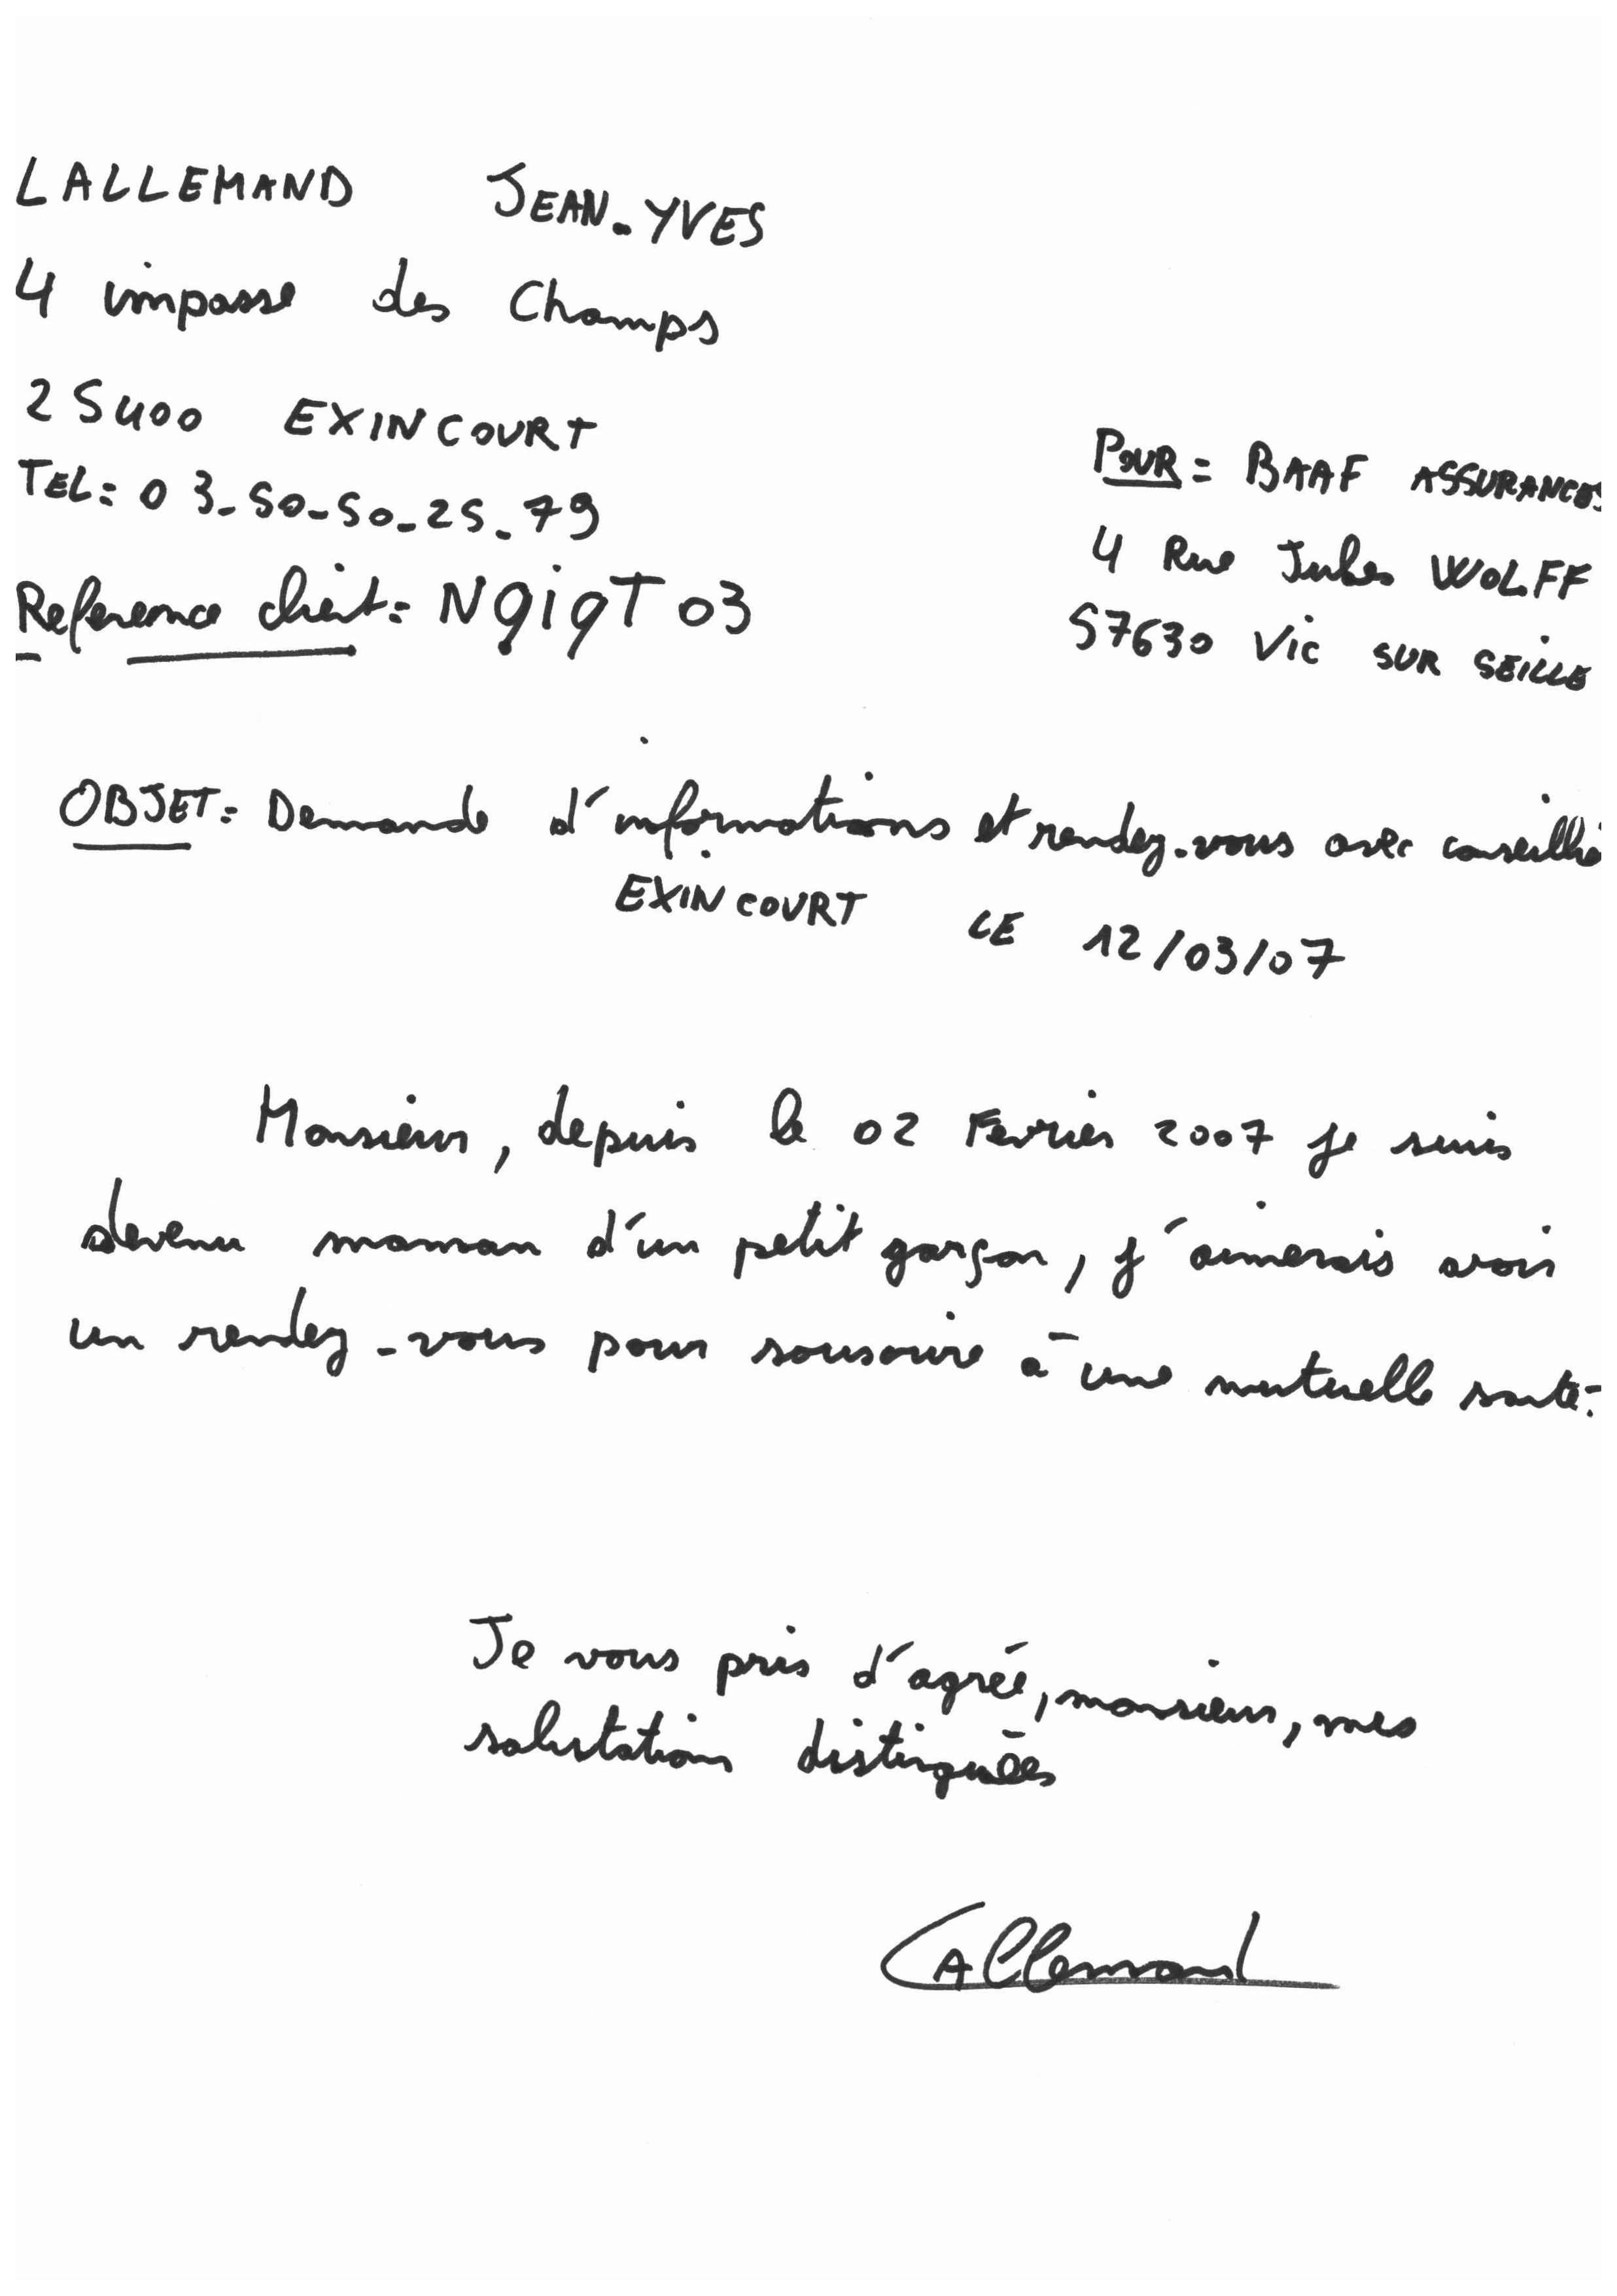 LALLEMAND JEAN-YVES
4 impasse des Champs
25400 EXINCOURT
TEL: 03-50-50-25-79
Reference client: NqiqT03
POUR = BAAF ASSURANCES
4 Rue Jules WOLFF
57630 Vic SUR SEILLE
OBJET: Demande d'informations et rendez-vous avec
EXINCOURT LE 12/03/07
Monsieur, depuis le 02 Fevrier 2007 je suis
devenu maman d'un petit garçon, j'aimerais avoir
un rendez-vous pour souscrire à une mutuelle santé.
Je vous pris d'agréé, monsieur, mes
salutations distinguées
Lallemand